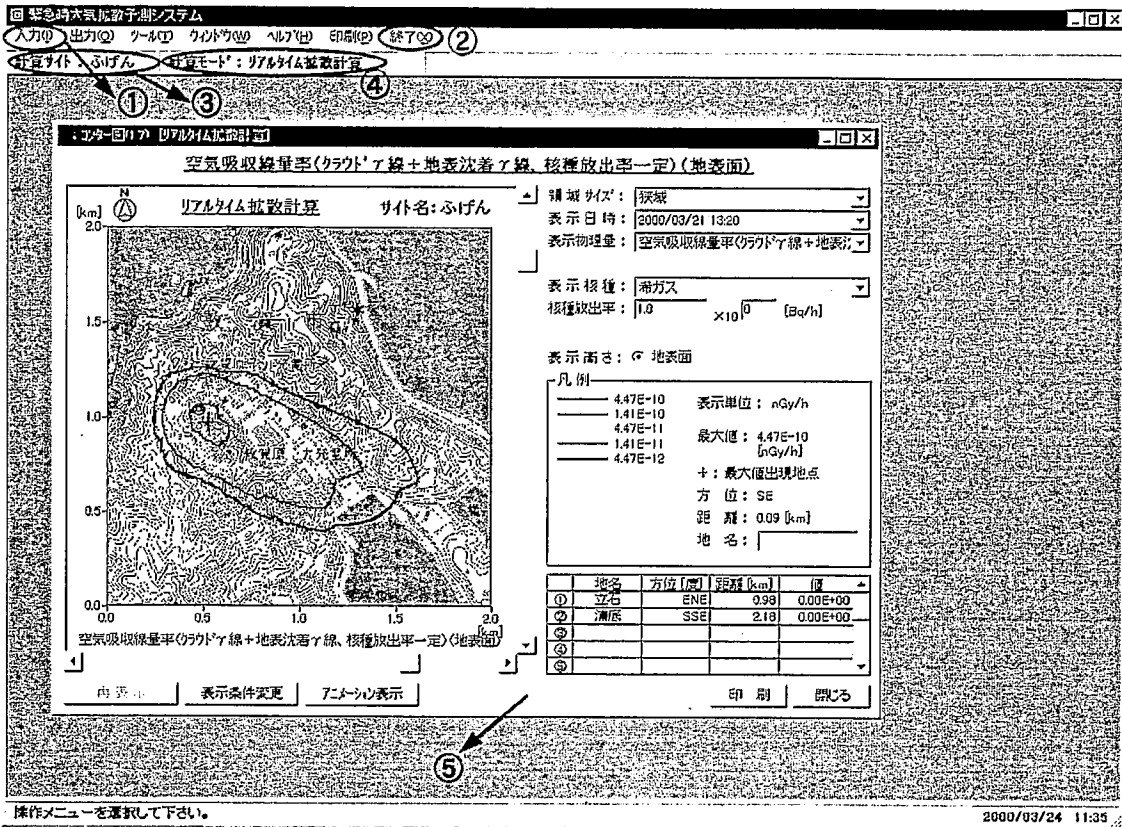 緊急時大気拡散予測システム
入力(I) 出力(O) ツール(T) ウィンドウ(W) ヘルプ(H) 印刷(P) 終了(X) ②
計算サイト：ふげん 計算モード：リアルタイム拡散計算
① ③ ④
：コンター図(1/7) [リアルタイム拡散計算]
空気吸収線量率(クラウドγ線＋地表沈着γ線、核種放出率一定)(地表面)
N
[km] リアルタイム拡散計算 サイト名：ふげん
2.0
1.5
1.0
0.5
0.0
0.0 0.5 1.0 1.5 2.0
[km]
空気吸収線量率(クラウドγ線＋地表沈着γ線、核種放出率一定)(地表面)
領域サイズ： 狭域
表示日時： 2000/03/21 13:20
表示物理量： 空気吸収線量率(クラウドγ線＋地表沈
表示核種： 希ガス
核種放出率： 1.0 ×10 0 [Bq/h]
表示高さ： 地表面
凡例
4.47E-10
1.41E-10
4.47E-11
1.41E-11
4.47E-12
表示単位： nGy/h
最大値： 4.47E-10
[nGy/h]
＋：最大値出現地点
方 位： SE
距 離： 0.09 [km]
地 名：
地名 方位[度] 距離[km] 値
① 立石 ENE 0.98 0.00E+00
② 浦底 SSE 2.18 0.00E+00
③
④
⑤
再表示 表示条件変更 アニメーション表示 印 刷 閉じる
⑤
操作メニューを選択して下さい。 2000/03/24 11:35